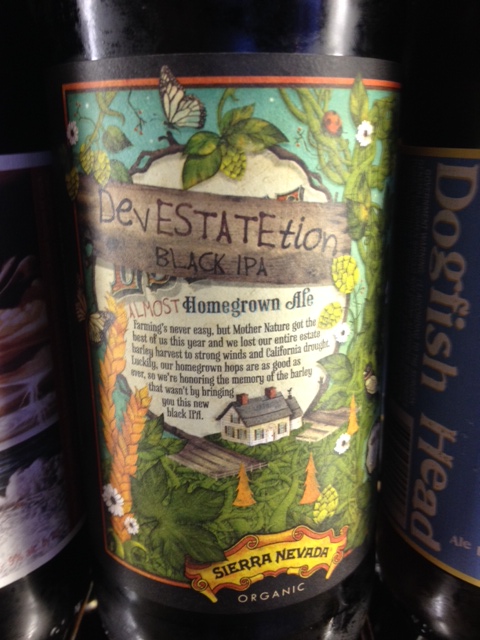 DevESTATEtion
BLACK IPA
ALMOST Homegrown Ale
Farming's never easy, but Mother Nature got the
best of us this year and we lost our entire estate
barley harvest to strong winds and California drought.
Luckily, our homegrown hops are as good as
ever, so we're honoring the memory of the barley
that wasn't by bringing
you this new
black IPA.
SIERRA NEVADA
ORGANIC
Dogfish Head
Ale